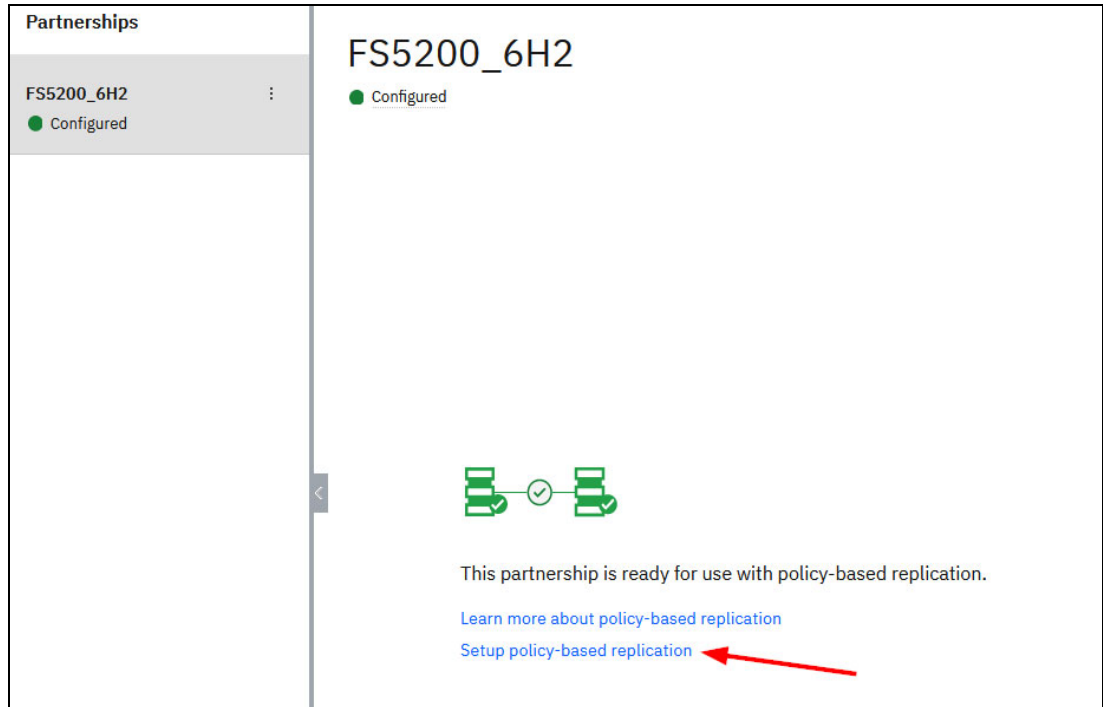 Partnerships
FS5200_6H2
Configured
FS5200_6H2
Configured
This partnership is ready for use with policy-based replication.
Learn more about policy-based replication
Setup policy-based replication